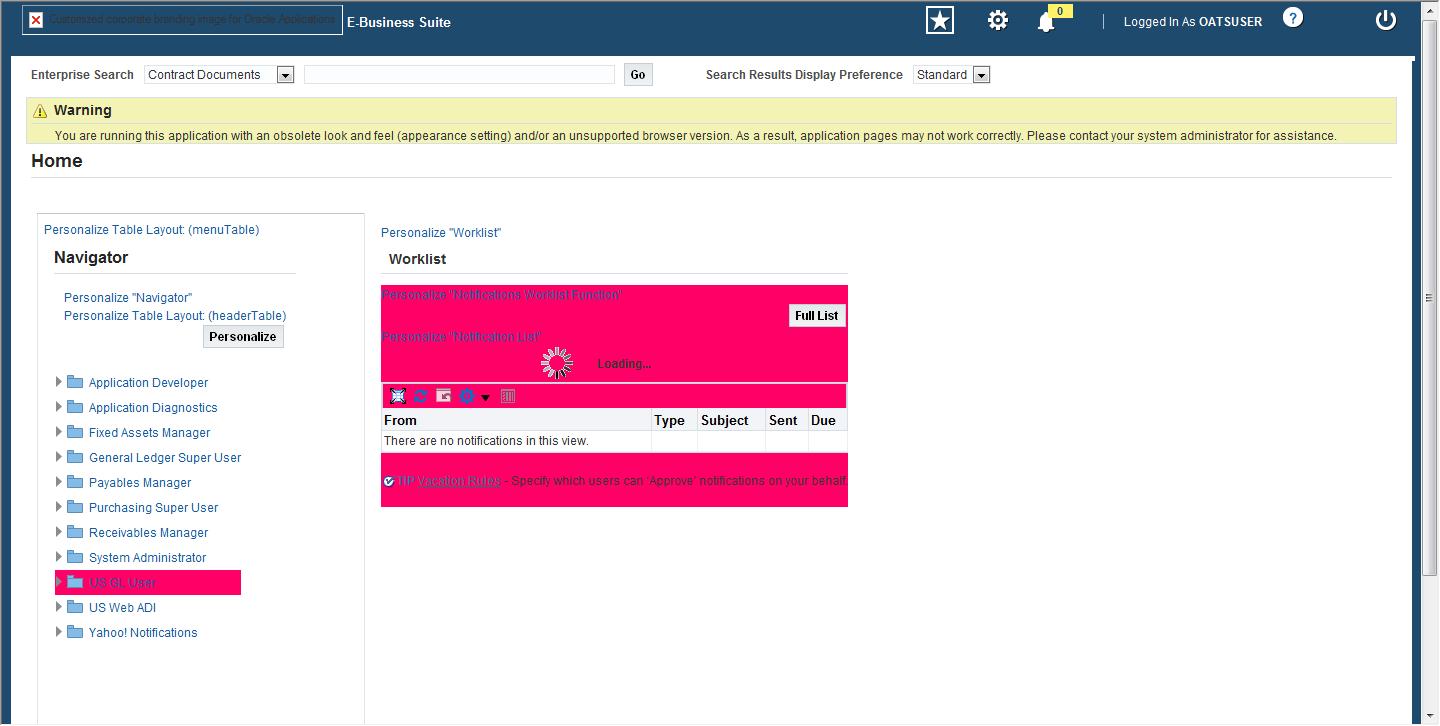 Customized corporate branding image for Oracle Applications E-Business Suite 0 Logged In As OATSUSER ?
Enterprise Search Contract Documents Go Search Results Display Preference Standard
Warning
You are running this application with an obsolete look and feel (appearance setting) and/or an unsupported browser version. As a result, application pages may not work correctly. Please contact your system administrator for assistance.
Home
Personalize Table Layout: (menuTable)
Navigator
Personalize "Navigator"
Personalize Table Layout: (headerTable)
Personalize
Application Developer
Application Diagnostics
Fixed Assets Manager
General Ledger Super User
Payables Manager
Purchasing Super User
Receivables Manager
System Administrator
US GL User
US Web ADI
Yahoo! Notifications
Personalize "Worklist"
Worklist
Personalize "Notifications Worklist Function"
Full List
Personalize "Notification List"
Loading...
From Type Subject Sent Due
There are no notifications in this view.
TIP Vacation Rules - Specify which users can 'Approve' notifications on your behalf.